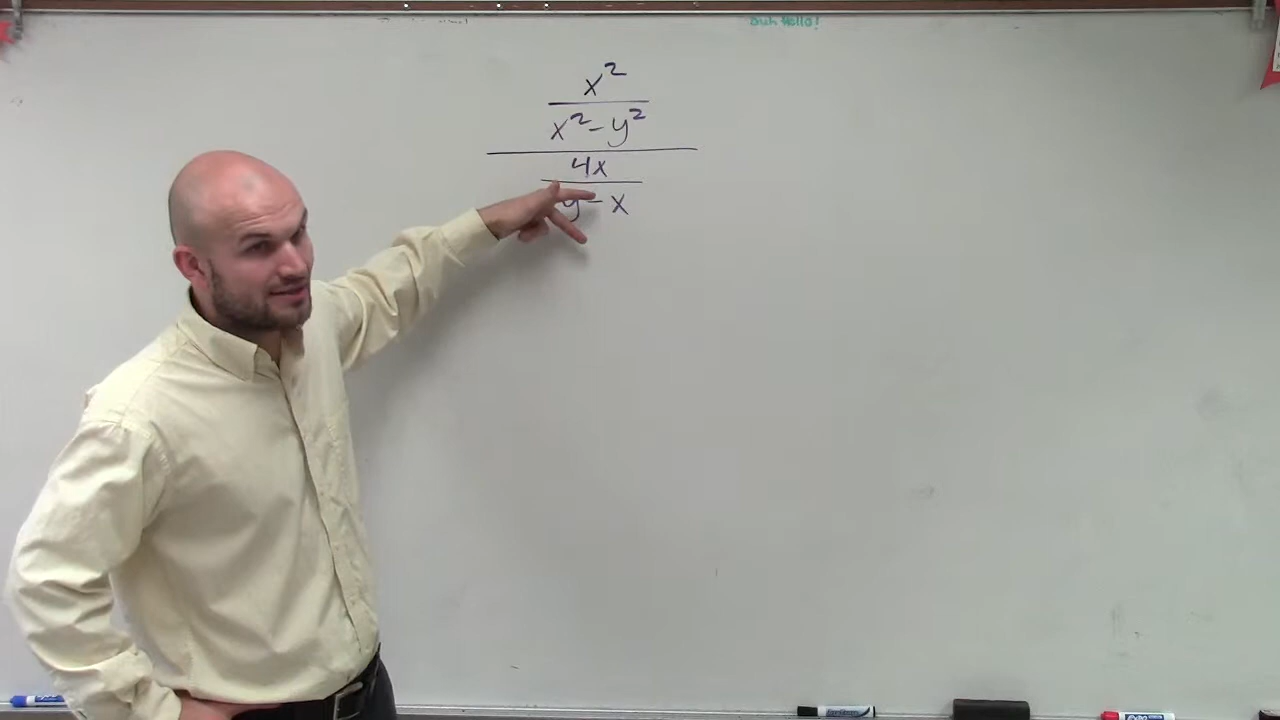 Duh Hello!
x²
x² - y²
4x
y - x